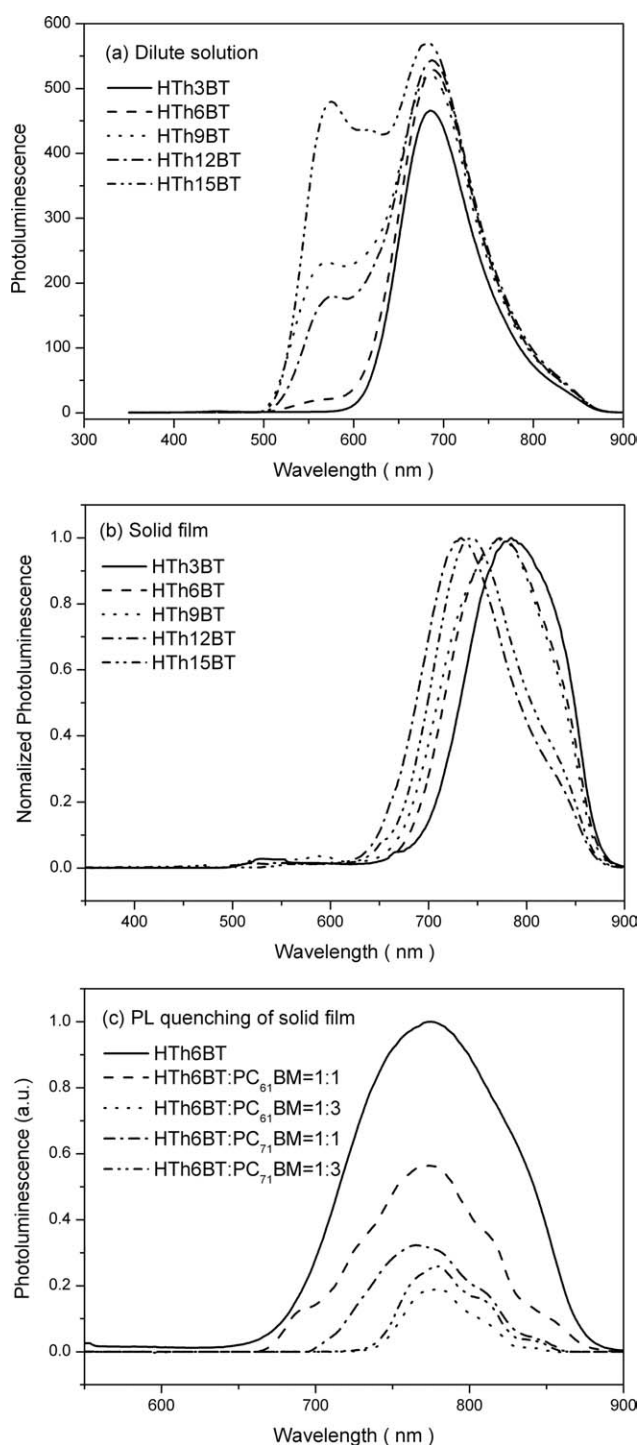 600
500
400
300
200
100
0
Photoluminescence
(a) Dilute solution
HTh3BT
HTh6BT
HTh9BT
HTh12BT
HTh15BT
300 400 500 600 700 800 900
Wavelength ( nm )
1.0
0.8
0.6
0.4
0.2
0.0
Nomalized Photoluminescence
(b) Solid film
HTh3BT
HTh6BT
HTh9BT
HTh12BT
HTh15BT
400 500 600 700 800 900
Wavelength ( nm )
1.0
0.8
0.6
0.4
0.2
0.0
Photoluminescence (a.u.)
(c) PL quenching of solid film
HTh6BT
HTh6BT:PC₆₁BM=1:1
HTh6BT:PC₆₁BM=1:3
HTh6BT:PC₇₁BM=1:1
HTh6BT:PC₇₁BM=1:3
600 700 800 900
Wavelength ( nm )